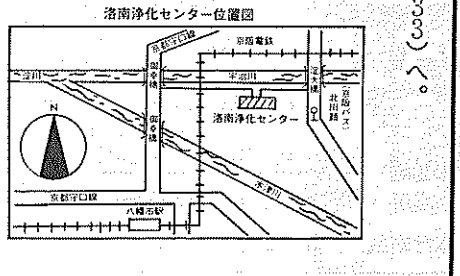 洛南浄化センター位置図
京都守口線
京阪電鉄
御幸橋
淀川
宇治川
淀大橋
洛南浄化センター
(京阪バス)
北川顔
N
御幸橋
木津川
京都守口線
八幡市駅
33)へ。